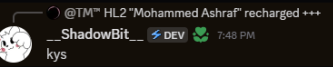 @TM™ HL2 "Mohammed Ashraf" recharged +++
__ShadowBit__ DEV 7:48 PM
kys